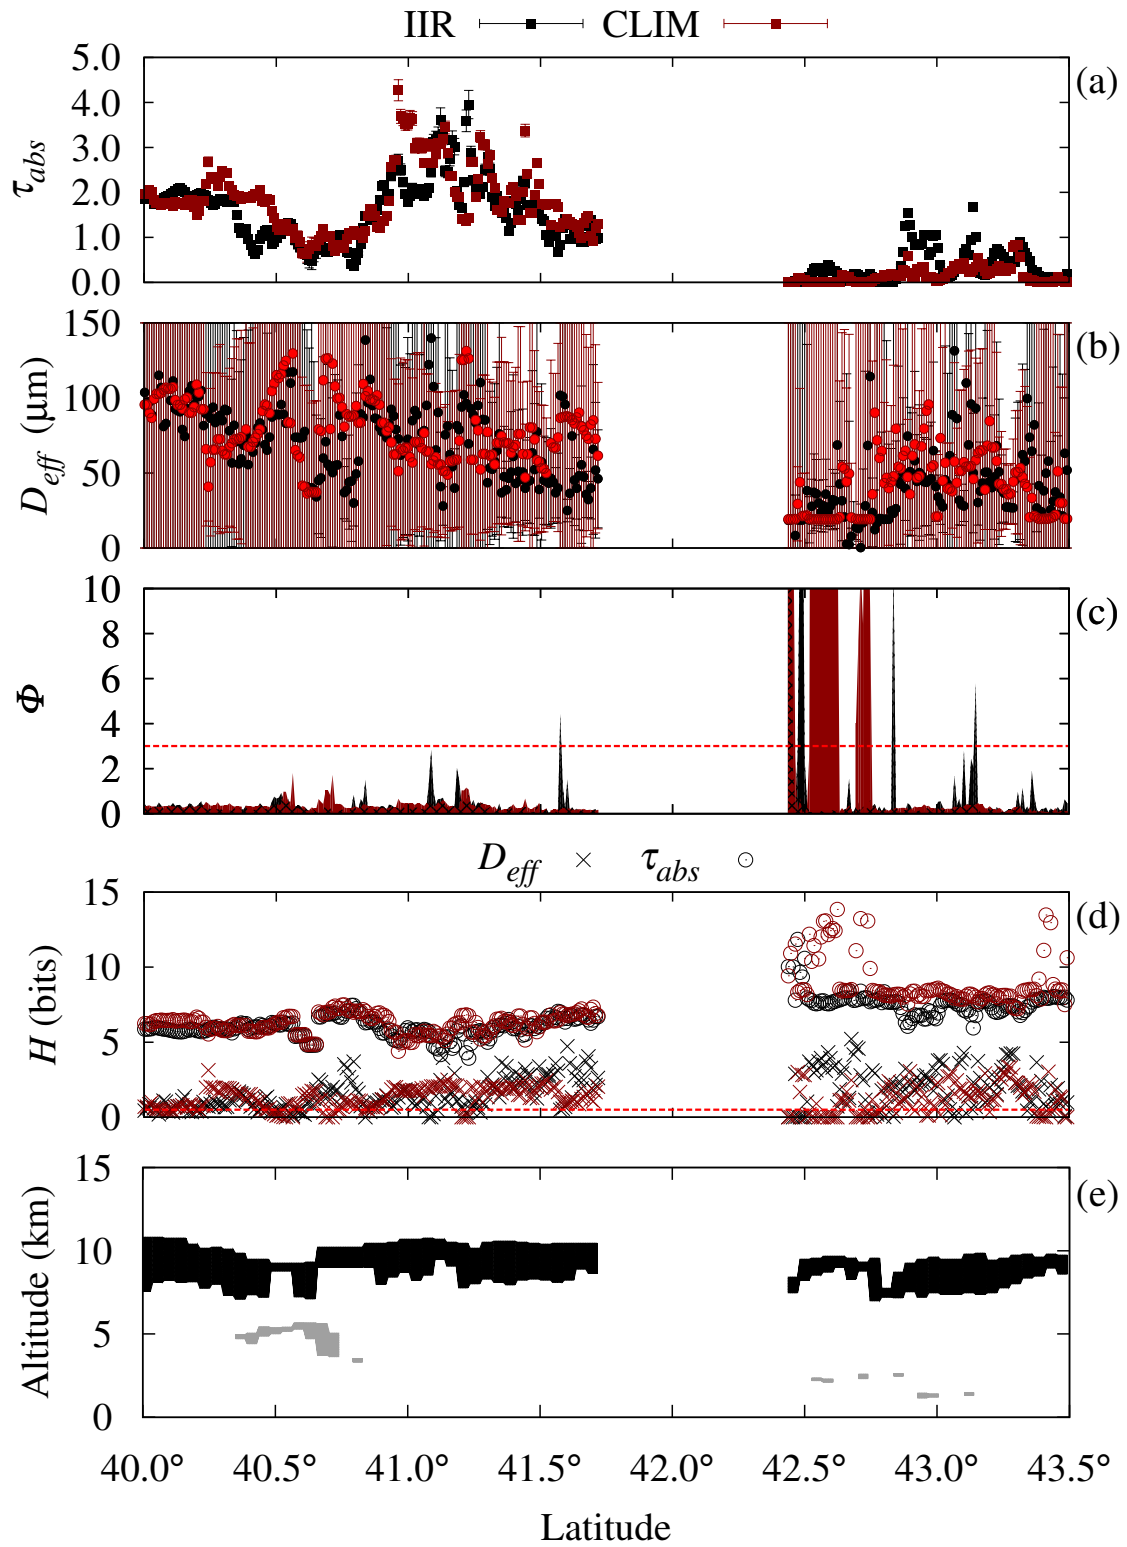 IIR CLIM
5.0 (a)
4.0
3.0
τabs
2.0
1.0
0.0
150 (b)
100
Deff (μm)
50
0
10 (c)
8
6
Φ
4
2
0
Deff × τabs
15 (d)
10
H (bits)
5
0
15 (e)
10
Altitude (km)
5
0
40.0° 40.5° 41.0° 41.5° 42.0° 42.5° 43.0° 43.5°
Latitude